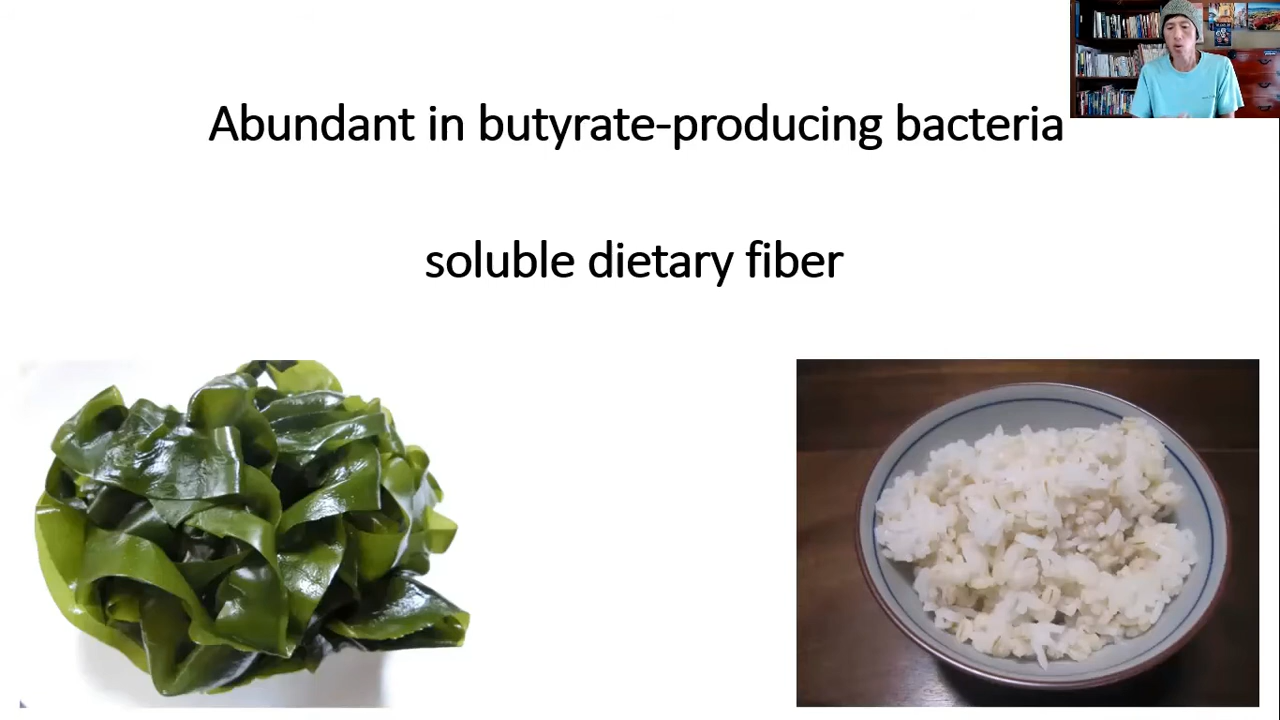 Abundant in butyrate-producing bacteria
soluble dietary fiber